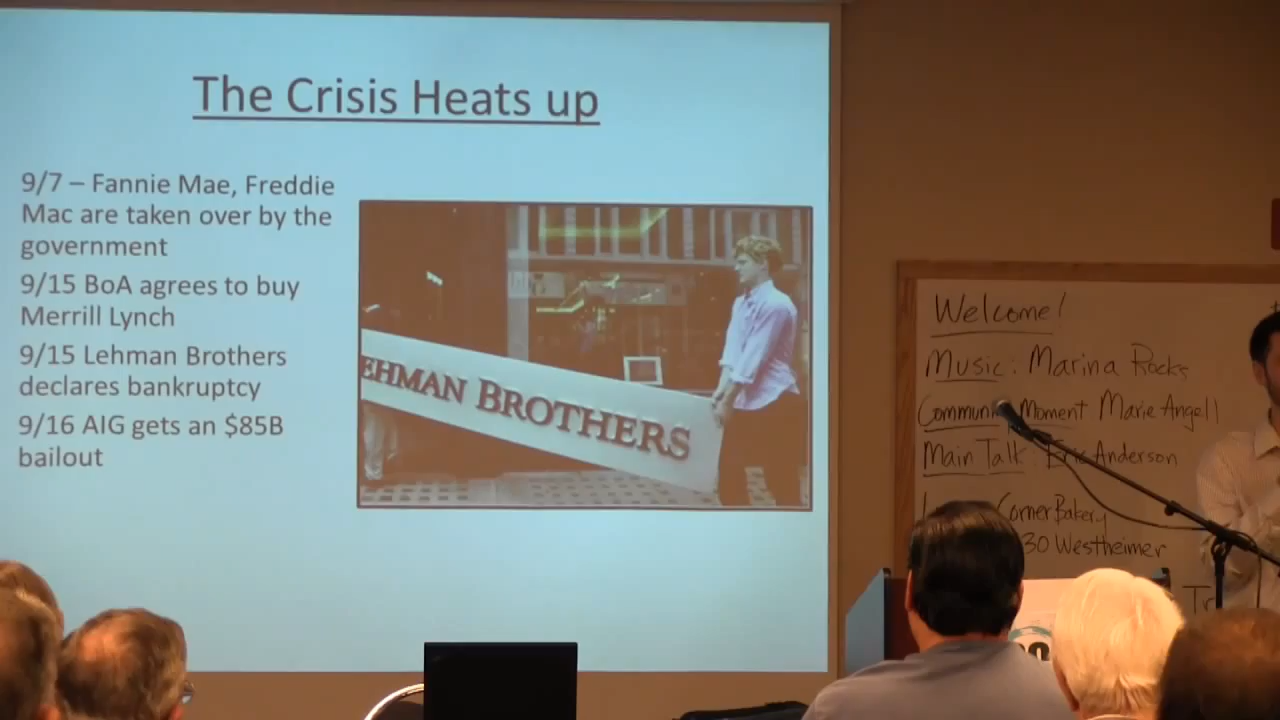 The Crisis Heats up
9/7 – Fannie Mae, Freddie
Mac are taken over by the
government
9/15 BoA agrees to buy
Merrill Lynch
9/15 Lehman Brothers
declares bankruptcy
9/16 AIG gets an $85B
bailout
EHMAN BROTHERS
Welcome!
Music: Marina Rocks
Moment Marie Angell
Main Talk: Eric Anderson
Corner Bakery
30 Westheimer